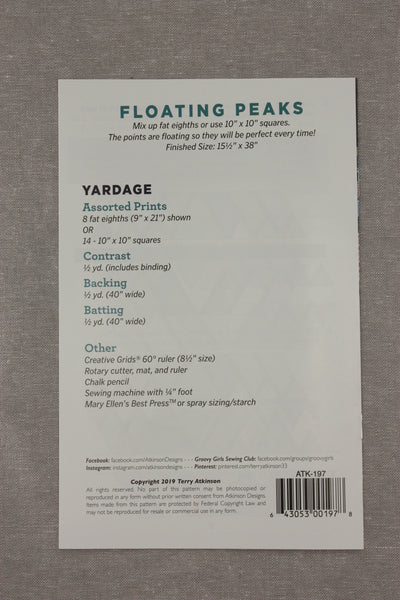 FLOATING PEAKS
Mix up fat eighths or use 10" x 10" squares.
The points are floating so they will be perfect every time!
Finished Size: 15½" x 38"
YARDAGE
Assorted Prints
8 fat eighths (9" x 21") shown
OR
14 - 10" x 10" squares
Contrast
½ yd. (includes binding)
Backing
½ yd. (40" wide)
Batting
½ yd. (40" wide)
Other
Creative Grids® 60° ruler (8½" size)
Rotary cutter, mat, and ruler
Chalk pencil
Sewing machine with ¼" foot
Mary Ellen's Best Press™ or spray sizing/starch
Facebook: facebook.com/AtkinsonDesigns - - - Groovy Girls Sewing Club: facebook.com/groups/groovygirls
Instagram: instagram.com/atkinsondesigns - - - Pinterest: pinterest.com/terryatkinson33
Copyright 2019 Terry Atkinson
All rights reserved. No part of this pattern may be photocopied or
reproduced in any form without prior written consent from Atkinson Designs.
Items made from this pattern are protected by Federal Copyright Law and
may not be reproduced for resale or commercial use in any form.
ATK-197
6 43053 00197 8